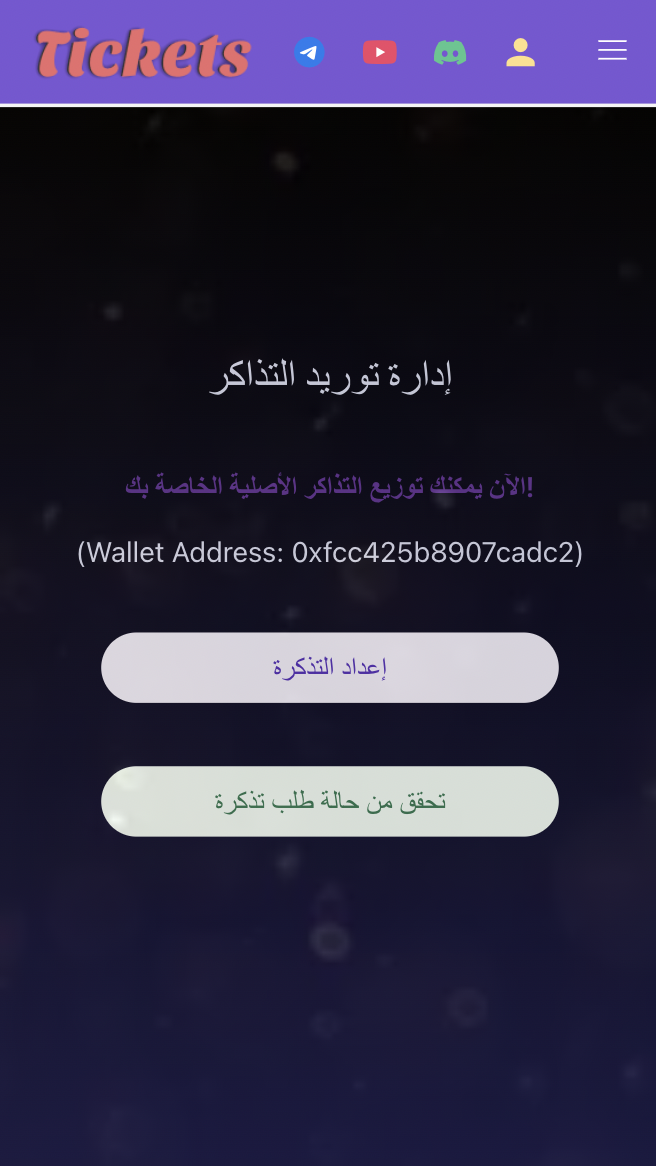 Tickets
إدارة توريد التذاكر
الآن يمكنك توزيع التذاكر الأصلية الخاصة بك!
(Wallet Address: 0xfcc425b8907cadc2)
إعداد التذكرة
تحقق من حالة طلب تذكرة